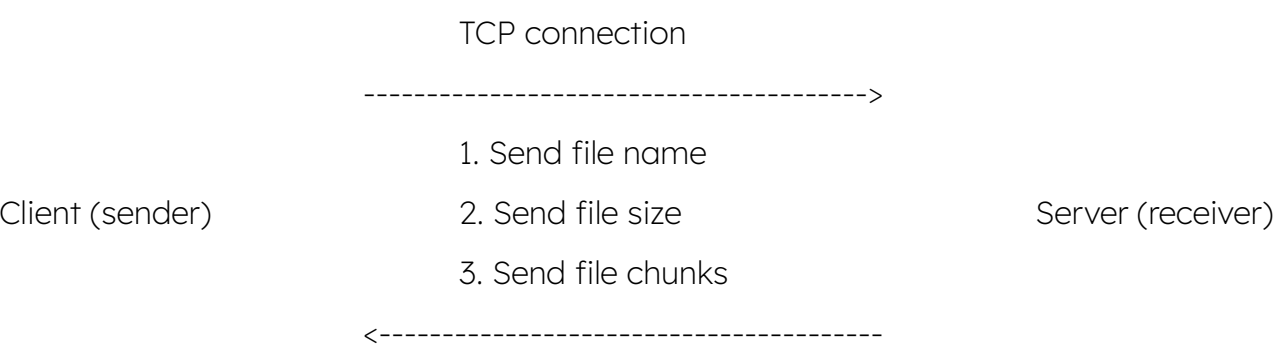 TCP connection
---------------------------------------->
1. Send file name
Client (sender) 2. Send file size Server (receiver)
3. Send file chunks
<----------------------------------------